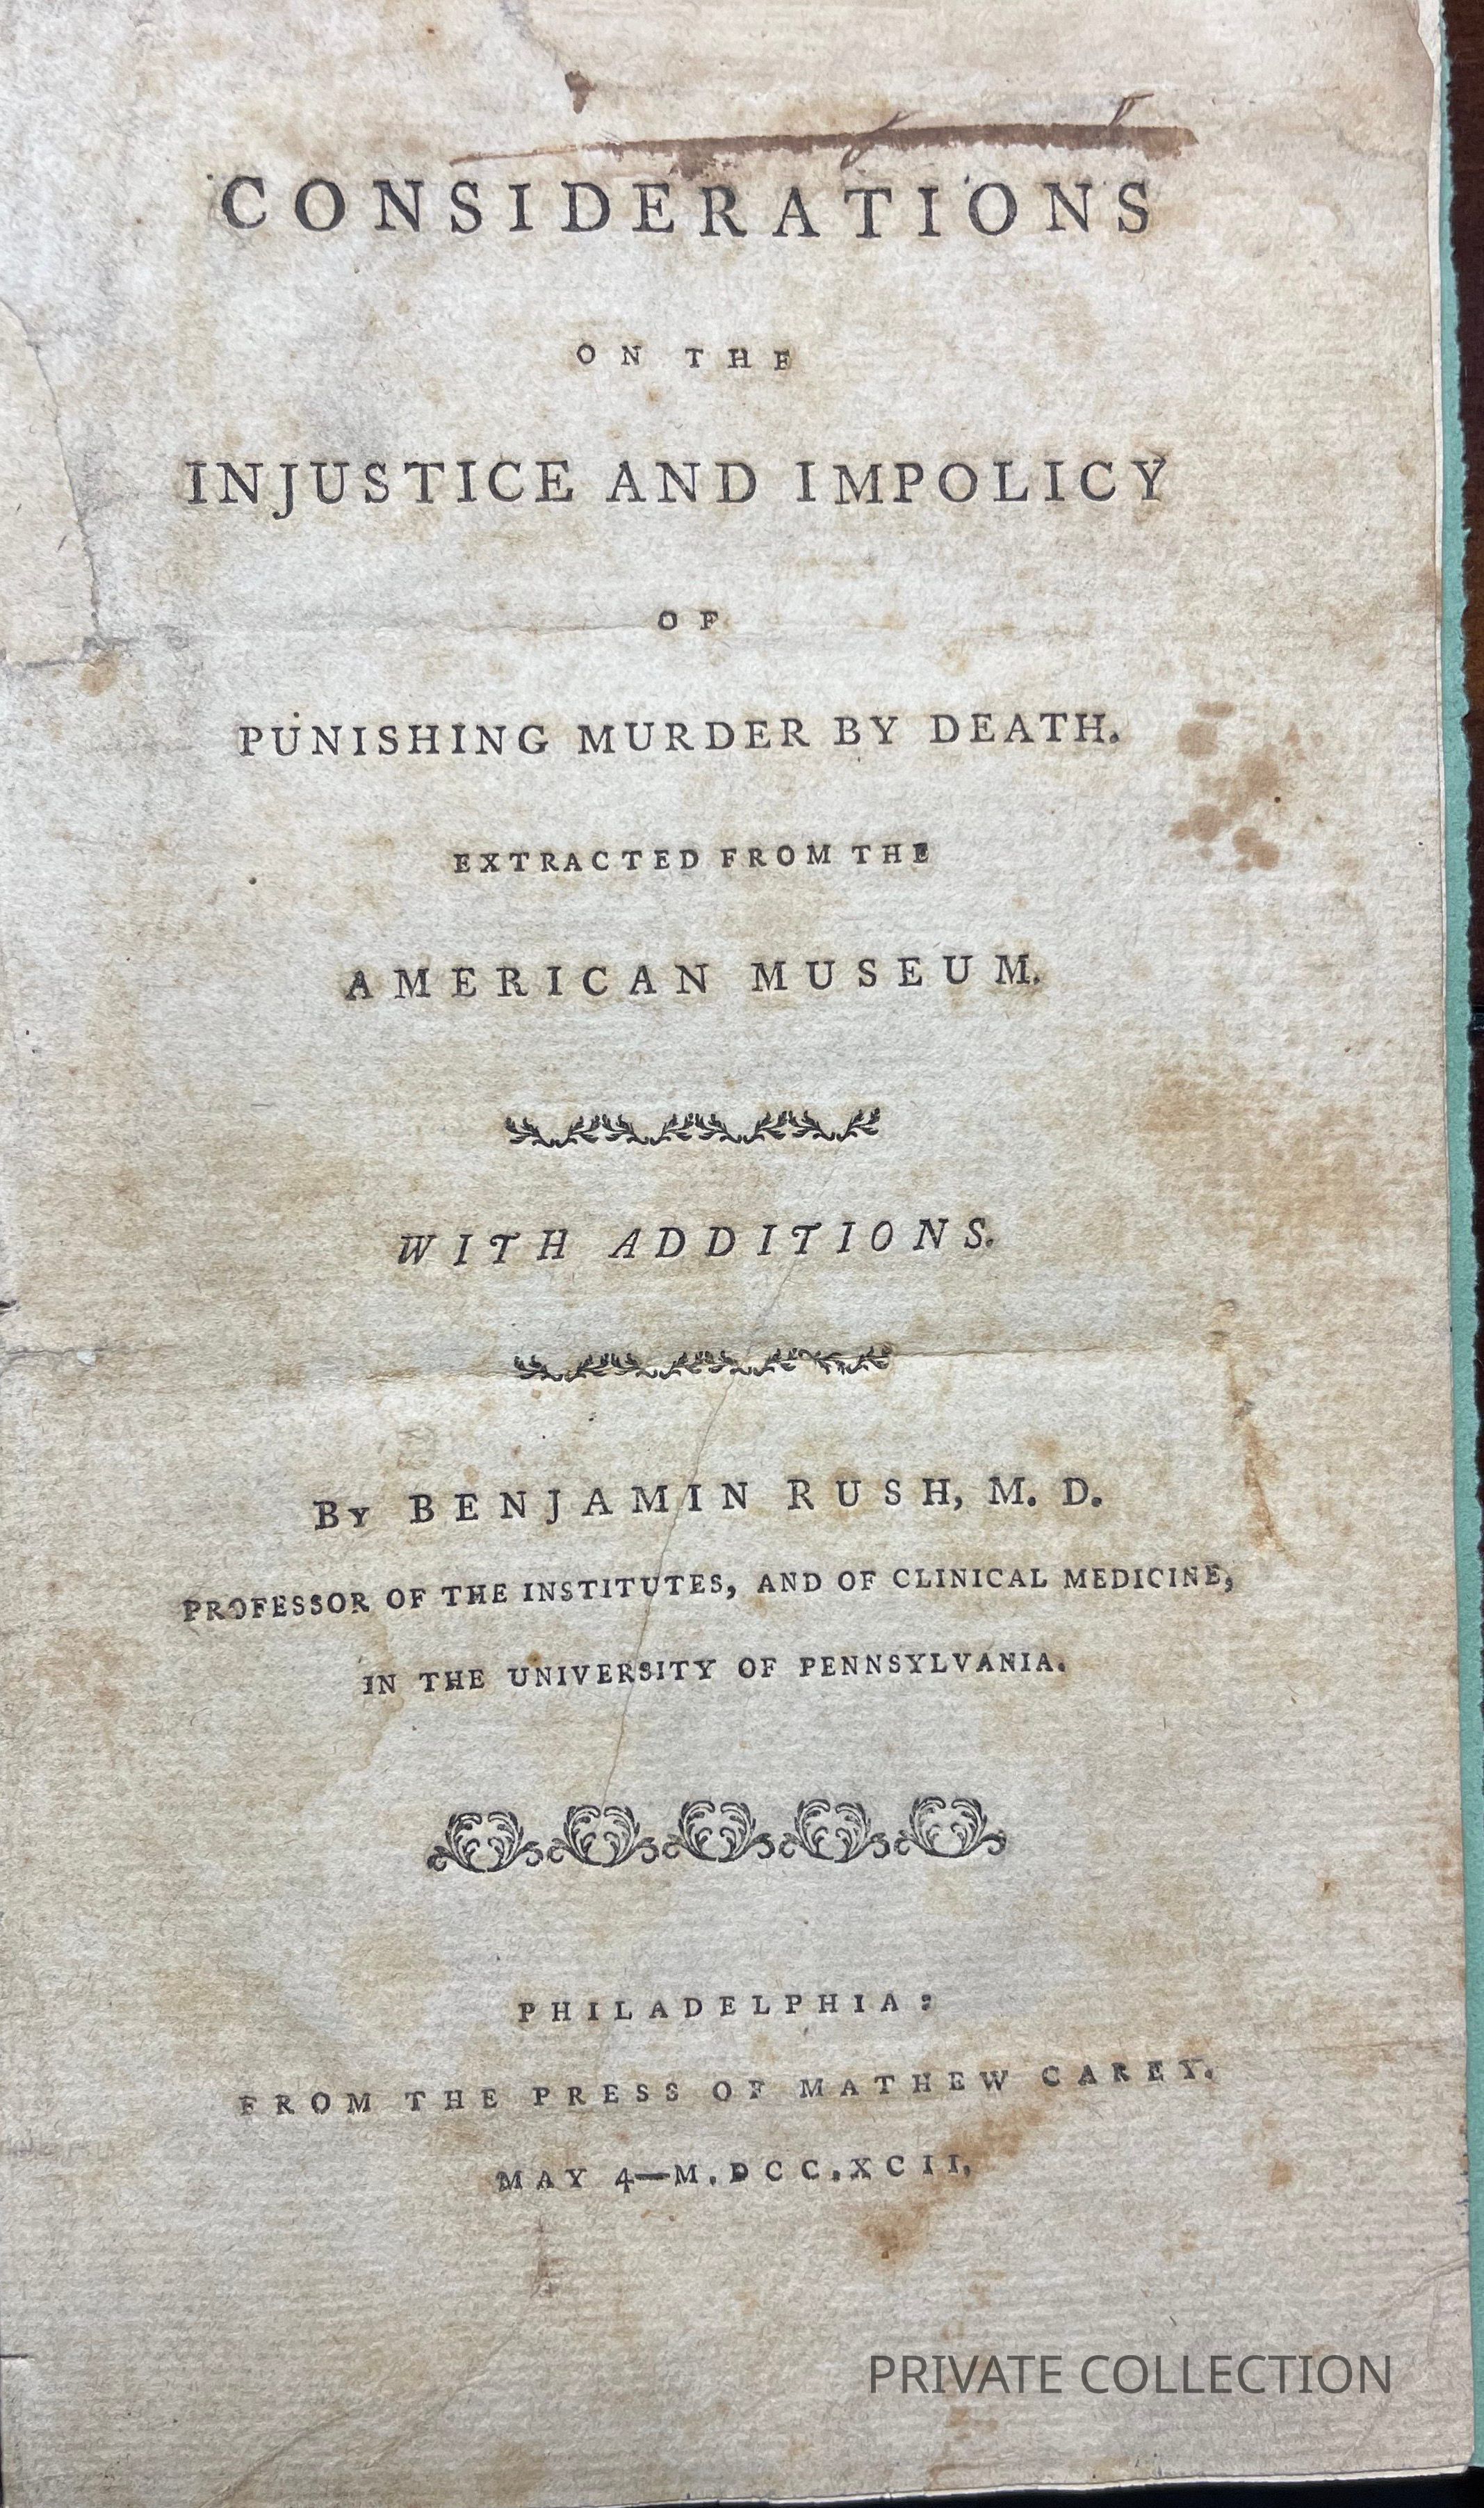 CONSIDERATIONS
ON THE
INJUSTICE AND IMPOLICY
OF
PUNISHING MURDER BY DEATH.
EXTRACTED FROM THE
AMERICAN MUSEUM.
WITH ADDITIONS.
By BENJAMIN RUSH, M. D.
PROFESSOR OF THE INSTITUTES, AND OF CLINICAL MEDICINE,
IN THE UNIVERSITY OF PENNSYLVANIA.
PHILADELPHIA:
FROM THE PRESS OF MATHEW CAREY.
MAY 4—M.DCC.XCII.
PRIVATE COLLECTION